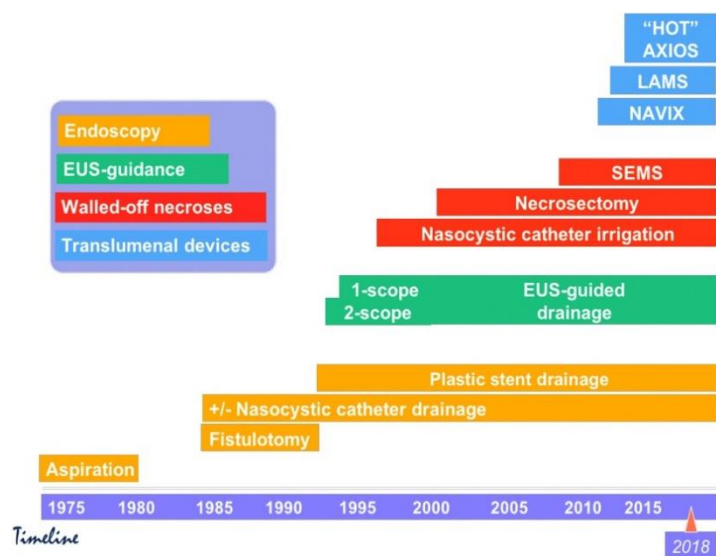 “HOT”
AXIOS
LAMS
NAVIX
Endoscopy
EUS-guidance
Walled-off necroses
Translumenal devices
SEMS
Necrosectomy
Nasocystic catheter irrigation
1-scope
2-scope
EUS-guided
drainage
Plastic stent drainage
+/- Nasocystic catheter drainage
Fistulotomy
Aspiration
1975 1980 1985 1990 1995 2000 2005 2010 2015
Timeline
2018